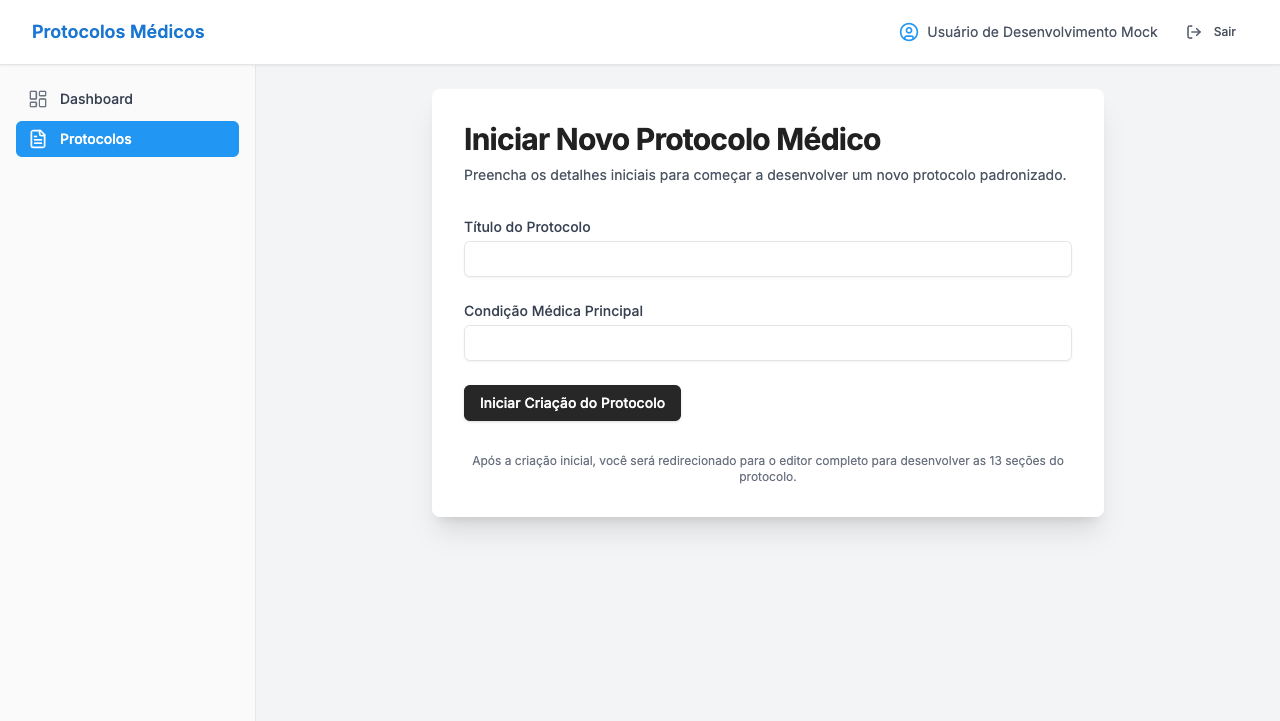 Protocolos Médicos
Usuário de Desenvolvimento Mock
Sair
Dashboard
Protocolos
Iniciar Novo Protocolo Médico
Preencha os detalhes iniciais para começar a desenvolver um novo protocolo padronizado.
Título do Protocolo
Condição Médica Principal
Iniciar Criação do Protocolo
Após a criação inicial, você será redirecionado para o editor completo para desenvolver as 13 seções do
protocolo.